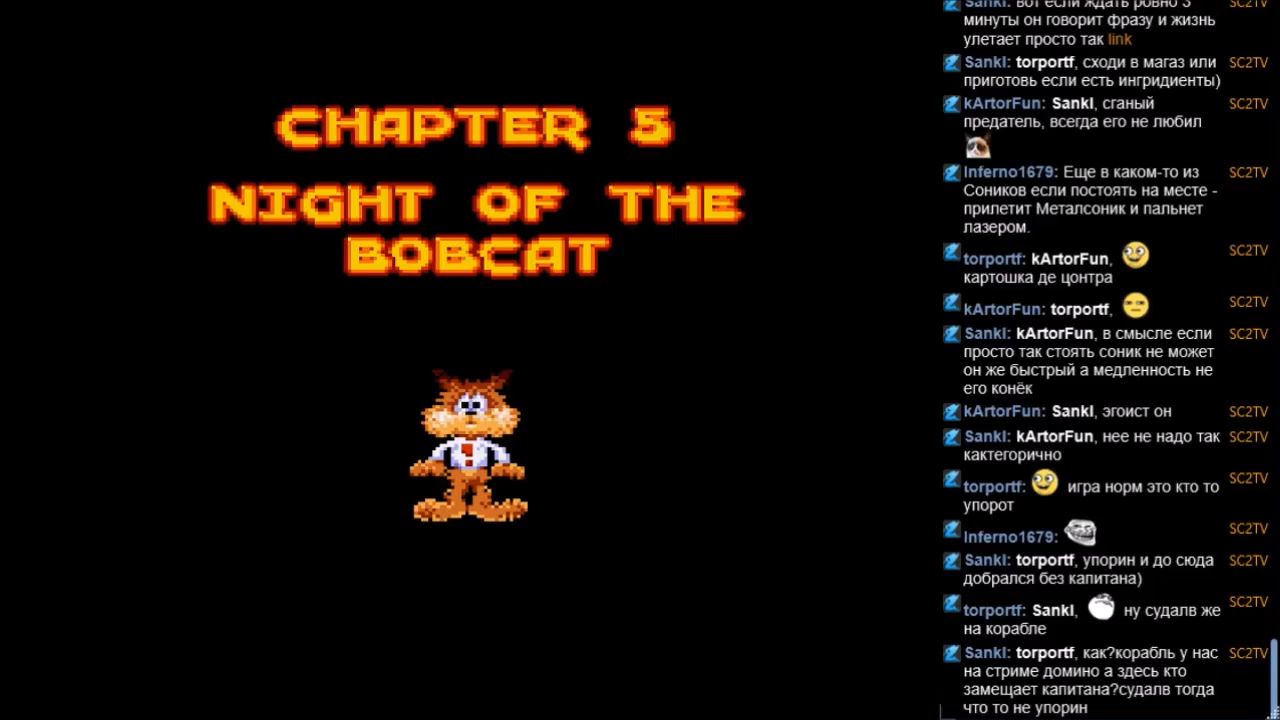 CHAPTER 5
NIGHT OF THE
BOBCAT
Sankl: вот если ждать ровно 3 SC2TV
минуты он говорит фразу и жизнь
улетает просто так link
Sankl: torportf, сходи в магаз или SC2TV
приготовь если есть ингридиенты)
kArtorFun: Sankl, сганый SC2TV
предатель, всегда его не любил
Inferno1679: Еще в каком-то из SC2TV
Соников если постоять на месте -
прилетит Металсоник и пальнет
лазером.
torportf: kArtorFun, SC2TV
картошка де цонтра
kArtorFun: torportf, SC2TV
Sankl: kArtorFun, в смысле если SC2TV
просто так стоять соник не может
он же быстрый а медленность не
его конёк
kArtorFun: Sankl, эгоист он SC2TV
Sankl: kArtorFun, нее не надо так SC2TV
кактегорично
torportf: игра норм это кто то SC2TV
упорот
Inferno1679: SC2TV
Sankl: torportf, упорин и до сюда SC2TV
добрался без капитана)
torportf: Sankl, ну судалв же SC2TV
на корабле
Sankl: torportf, как?корабль у нас SC2TV
на стриме домино а здесь кто
замещает капитана?судалв тогда
что то не упорин